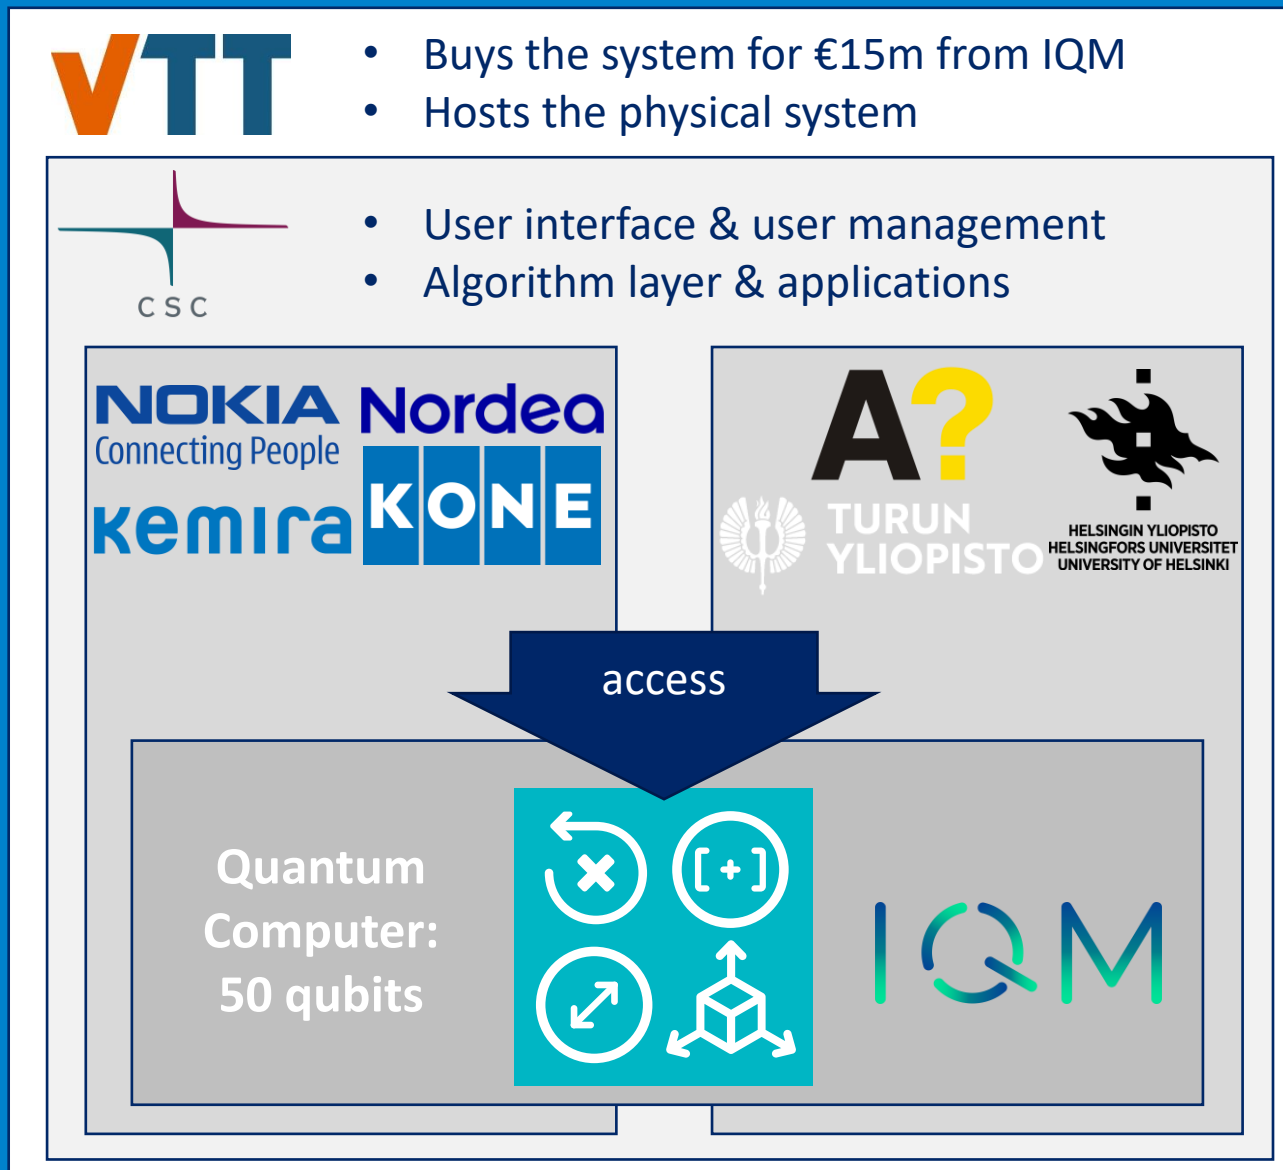 VTT
• Buys the system for €15m from IQM
• Hosts the physical system
CSC
• User interface & user management
• Algorithm layer & applications
NOKIA
Connecting People
Nordea
kemira
KONE
A?
TURUN
YLIOPISTO
HELSINGIN YLIOPISTO
HELSINGFORS UNIVERSITET
UNIVERSITY OF HELSINKI
access
Quantum
Computer:
50 qubits
[+]
IQM